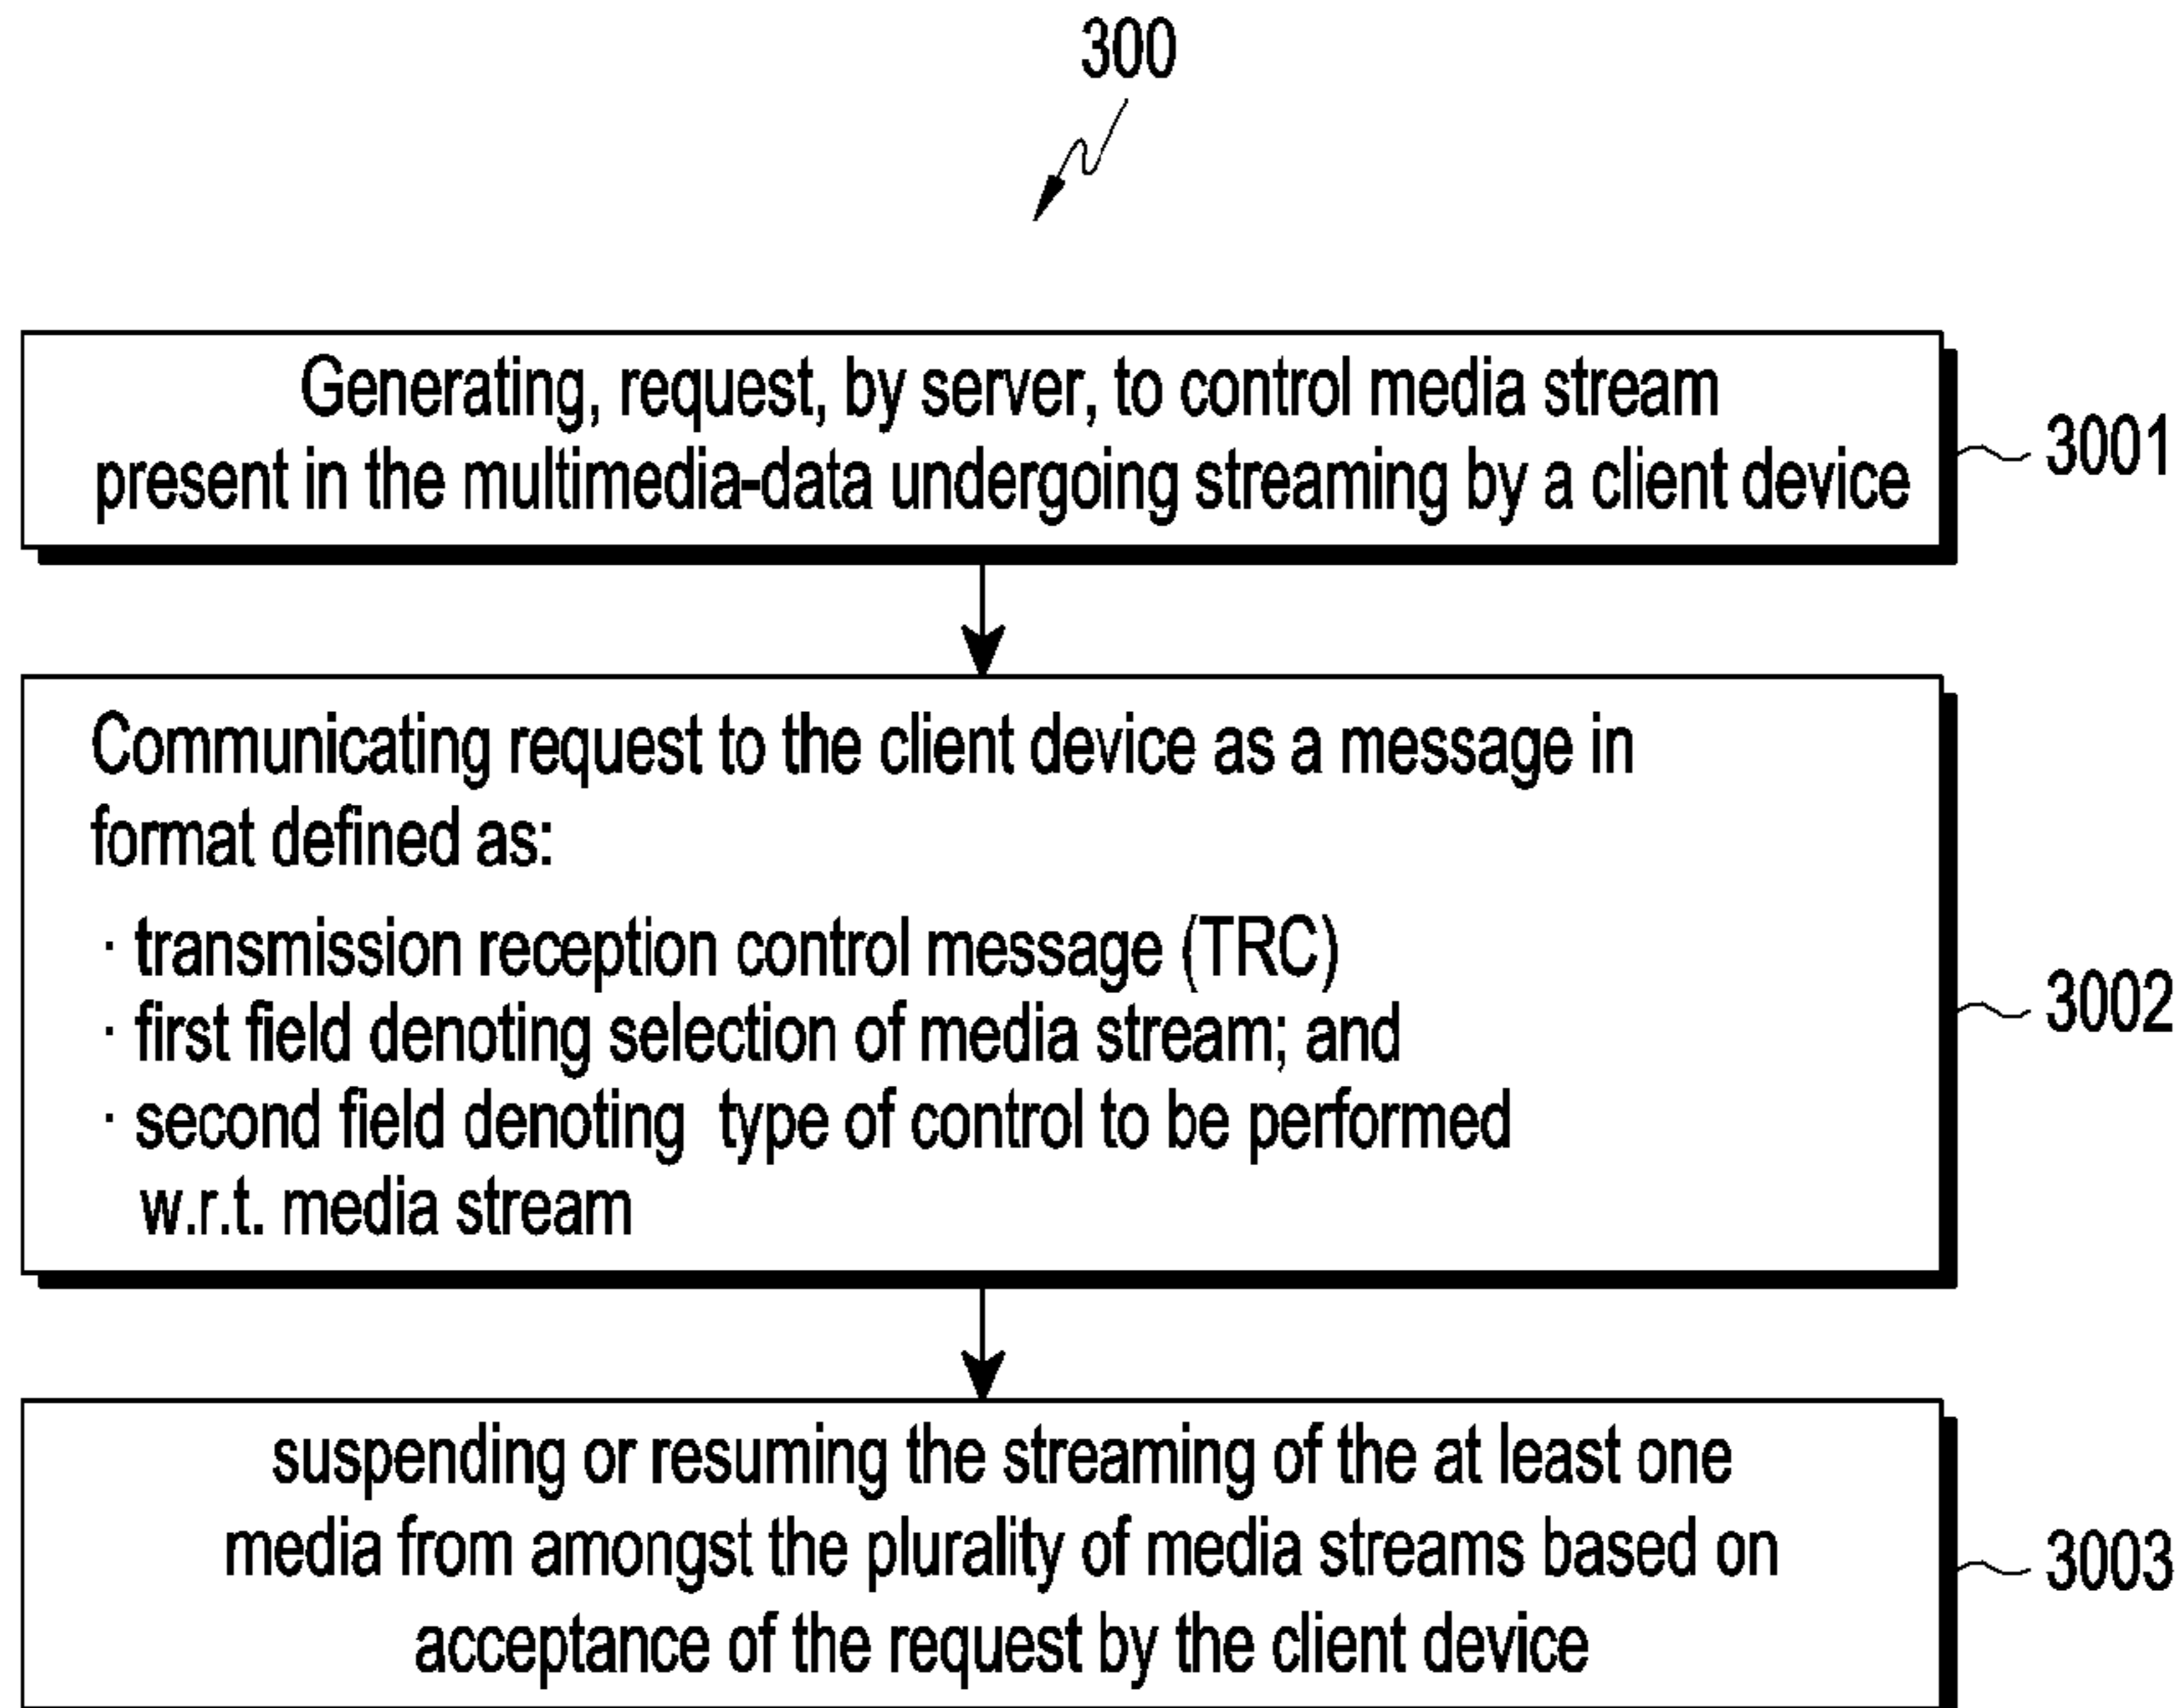 300
Generating, request, by server, to control media stream
present in the multimedia-data undergoing streaming by a client device
3001
Communicating request to the client device as a message in
format defined as:
· transmission reception control message (TRC)
· first field denoting selection of media stream; and
· second field denoting type of control to be performed
w.r.t. media stream
3002
suspending or resuming the streaming of the at least one
media from amongst the plurality of media streams based on
acceptance of the request by the client device
3003